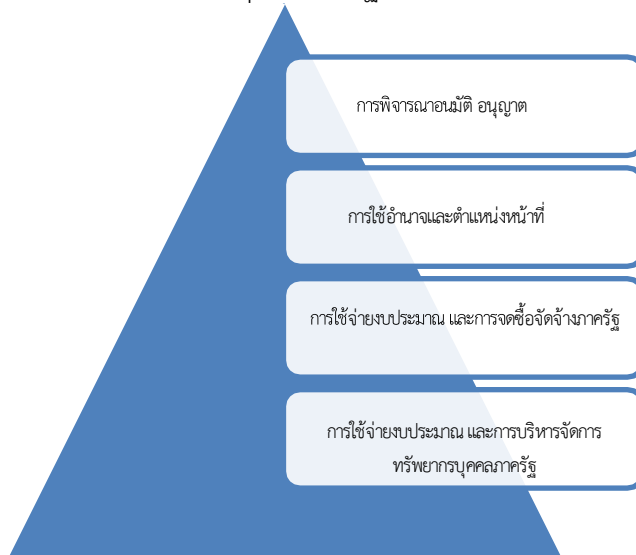 การพิจารณาอนมัติ อนุญาต
การใช้อำนาจและตำแหน่งหน้าที่
การใช้จ่ายงบประมาณ และการจดซื้อจัดจ้างภาครัฐ
การใช้จ่ายงบประมาณ และการบริหารจัดการ
ทรัพยากรบุคคลภาครัฐ